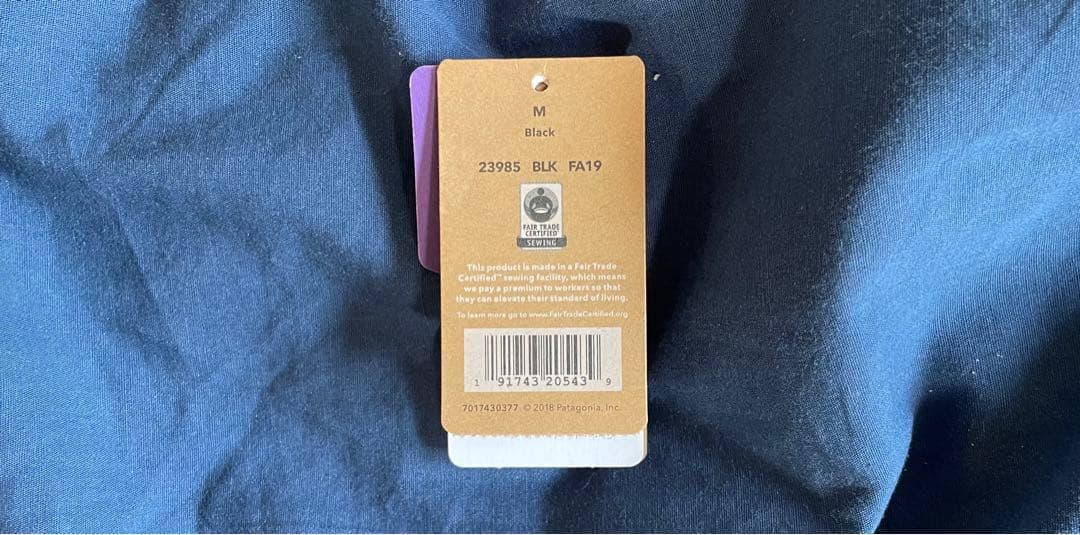 M
Black
23985 BLK FA19
FAIR TRADE
CERTIFIED™
SEWING
This product is made in a Fair Trade
Certified™ sewing facility, which means
we pay a premium to workers so that
they can elevate their standard of living.
To learn more go to www.FairTradeCertified.org
1 91743 20543 9
7017430377 © 2018 Patagonia, Inc.